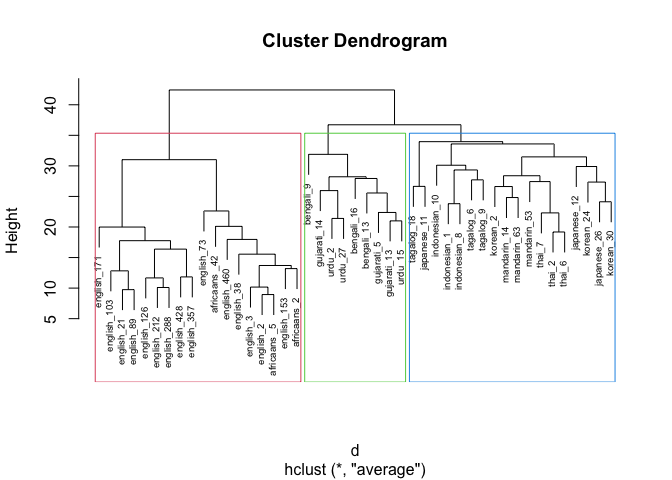 Cluster Dendrogram
Height
40
30
20
10
5
english_171
english_103
english_21
english_89
english_126
english_212
english_288
english_428
english_357
english_73
africaans_42
english_460
english_38
english_3
english_2
africaans_5
english_153
africaans_2
bengali_9
gujarati_14
urdu_2
urdu_27
bengali_16
bengali_13
gujarati_5
gujarati_13
urdu_15
tagalog_18
japanese_11
indonesian_10
indonesian_1
indonesian_8
tagalog_6
tagalog_9
korean_2
mandarin_14
mandarin_63
mandarin_53
thai_7
thai_2
thai_6
japanese_12
korean_24
japanese_26
korean_30
d
hclust (*, "average")